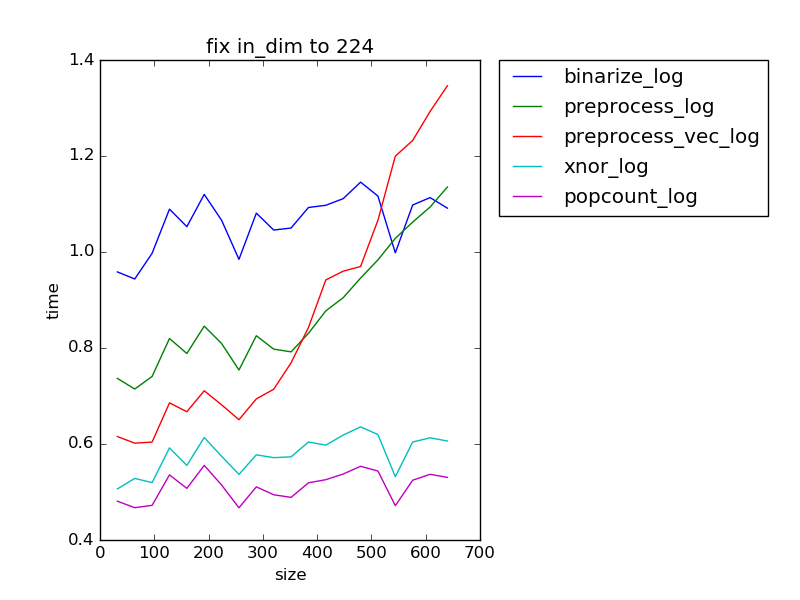 fix in_dim to 224
1.4
1.2
1.0
0.8
0.6
0.4
time
0 100 200 300 400 500 600 700
size
binarize_log
preprocess_log
preprocess_vec_log
xnor_log
popcount_log